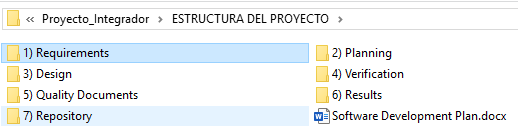 « Proyecto_Integrador > ESTRUCTURA DEL PROYECTO >
1) Requirements
2) Planning
3) Design
4) Verification
5) Quality Documents
6) Results
7) Repository
Software Development Plan.docx